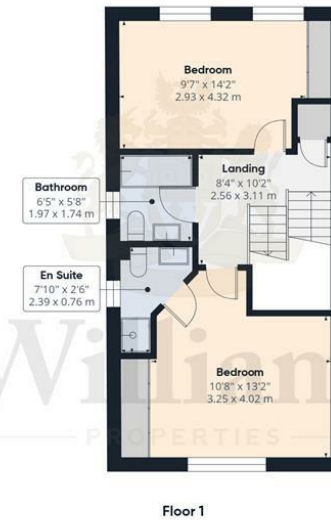 Bedroom
9'7" x 14'2"
2.93 x 4.32 m
Landing
8'4" x 10'2"
2.56 x 3.11 m
Bathroom
6'5" x 5'8"
1.97 x 1.74 m
En Suite
7'10" x 2'6"
2.39 x 0.76 m
Bedroom
10'8" x 13'2"
3.25 x 4.02 m
William
PROPERTIES
Floor 1